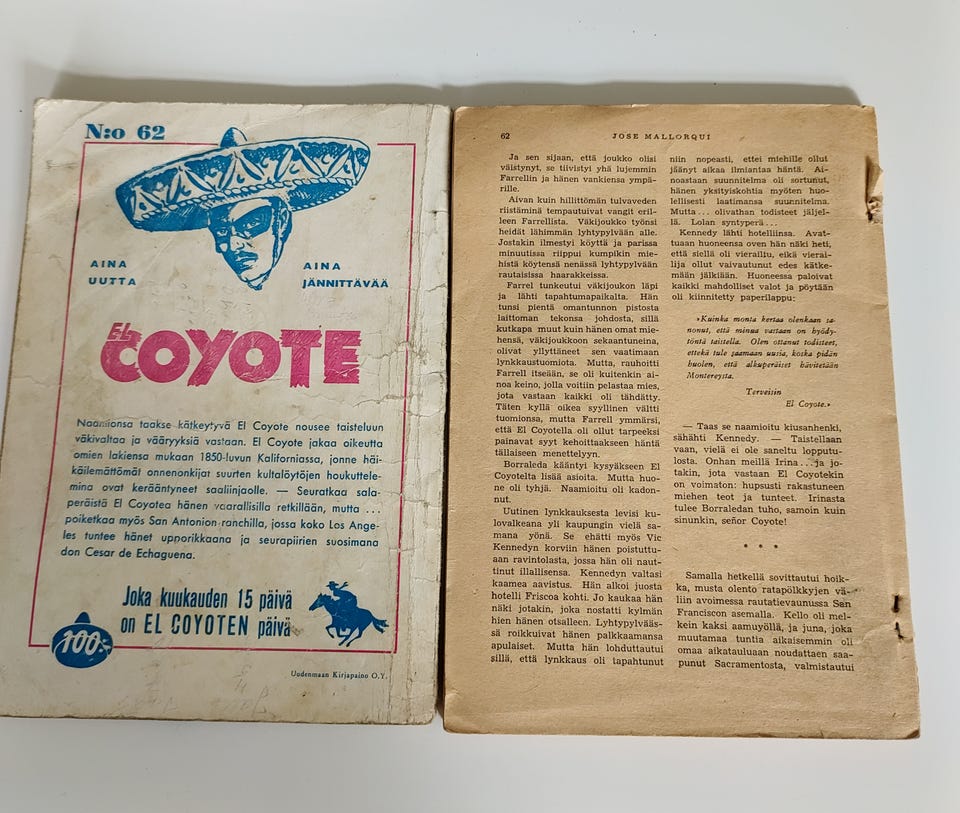 N:o 62
AINA
UUTTA
AINA
JÄNNITTÄVÄÄ
EL
COYOTE
Naamionsa taakse kätkeytyvä El Coyote nousee taisteluun
väkivaltaa ja vääryyksiä vastaan. El Coyote jakaa oikeutta
omien lakiensa mukaan 1850-luvun Kaliforniassa, jonne häi-
käilemättömät onnenonkijat suurten kultalöytöjen houkuttele-
mina ovat kerääntyneet saaliinjaolle. — Seuratkaa sala-
peräistä El Coyotea hänen vaarallisilla retkillään, mutta ...
poiketkaa myös San Antonion ranchilla, jossa koko Los Ange-
les tuntee hänet upporikkaana ja seurapiirien suosimana
don Cesar de Echaguena.
Joka kuukauden 15 päivä
on EL COYOTEN päivä
100:-
Uudenmaan Kirjapaino O.Y.
62
JOSE MALLORQUI
Ja sen sijaan, että joukko olisi
väistynyt, se tiivistyi yhä lujemmin
Farrellin ja hänen vankiensa ympä-
rille.
Aivan kuin hillittömän tulvaveden
riistäminä tempautuivat vangit eril-
leen Farrellista. Väkijoukko työnsi
heidät lähimmän lyhtypylvään alle.
Jostakin ilmestyi köyttä ja parissa
minuutissa riippui kumpikin mie-
histä köytensä nenässä lyhtypylvään
rautaisissa haarakkeissa.
Farrel tunkeutui väkijoukon läpi
ja lähti tapahtumapaikalta. Hän
tunsi pientä omantunnon pistosta
laittoman tekonsa johdosta, sillä
kutkapa muut kuin hänen omat mie-
hensä, väkijoukkoon sekaantuneina,
olivat yllyttäneet sen vaatimaan
lynkkaustuomiota. Mutta, rauhoitti
Farrell itseään, se oli kuitenkin ai-
noa keino, jolla voitiin pelastaa mies,
jota vastaan kaikki oli tähdätty.
Täten kyllä oikea syyllinen vältti
tuomionsa, mutta Farrell ymmärsi,
että El Coyotella oli ollut tarpeeksi
painavat syyt kehoittaakseen häntä
tällaiseen menettelyyn.
Borraleda kääntyi kysyäkseen El
Coyotelta lisää asioita. Mutta huo-
ne oli tyhjä. Naamioitu oli kadon-
nut.
Uutinen lynkkauksesta levisi ku-
lovalkeana yli kaupungin vielä sa-
mana yönä. Se ehätti myös Vic
Kennedyn korviin hänen poistuttu-
aan ravintolasta, jossa hän oli naut-
tinut illallisensa. Kennedyn valtasi
kaamea aavistus. Hän alkoi juosta
hotelli Friscoa kohti. Jo kaukaa hän
näki jotakin, joka nostatti kylmän
hien hänen otsalleen. Lyhtypylvääs-
sä roikkuivat hänen palkkaamansa
apulaiset. Mutta hän lohduttautui
sillä, että lynkkaus oli tapahtunut
niin nopeasti, ettei miehille ollut
jäänyt aikaa ilmiantaa häntä. Ai-
noastaan suunnitelma oli sortunut,
hänen yksityiskohtia myöten huo-
lellisesti laatimansa suunnitelma.
Mutta ... olivathan todisteet jäljel-
lä. Lolan syntyperä...
Kennedy lähti hotelliinsa. Avat-
tuaan huoneensa oven hän näki heti,
että siellä oli vierailtu, eikä vierai-
lija ollut vaivautunut edes kätke-
mään jälkiään. Huoneessa paloivat
kaikki mahdolliset valot ja pöytään
oli kiinnitetty paperilappu:
»Kuinka monta kertaa olenkaan sa-
nonut, että minua vastaan on hyödy-
töntä taistella. Olen ottanut todisteet,
ettekä tule saamaan uusia, koska pidän
huolen, että alkuperäiset hävitetään
Montereysta.
Terveisin
El Coyote.»
— Taas se naamioitu kiusanhenki,
sähähti Kennedy. — Taistellaan
vaan, vielä ei ole saneltu lopputu-
losta. Onhan meillä Irina...ja jo-
takin, jota vastaan El Coyotekin
on voimaton: hupsusti rakastuneen
miehen teot ja tunteet. Irinasta
tulee Borraledan tuho, samoin kuin
sinunkin, señor Coyote!
* * *
Samalla hetkellä sovittautui hoik-
ka, musta olento ratapölkkyjen vä-
liin avoimessa rautatievaunussa San
Franciscon asemalla. Kello oli mel-
kein kaksi aamuyöllä, ja juna, joka
muutamaa tuntia aikaisemmin oli
omaa aikatauluaan noudattaen saa-
punut Sacramentosta, valmistautui